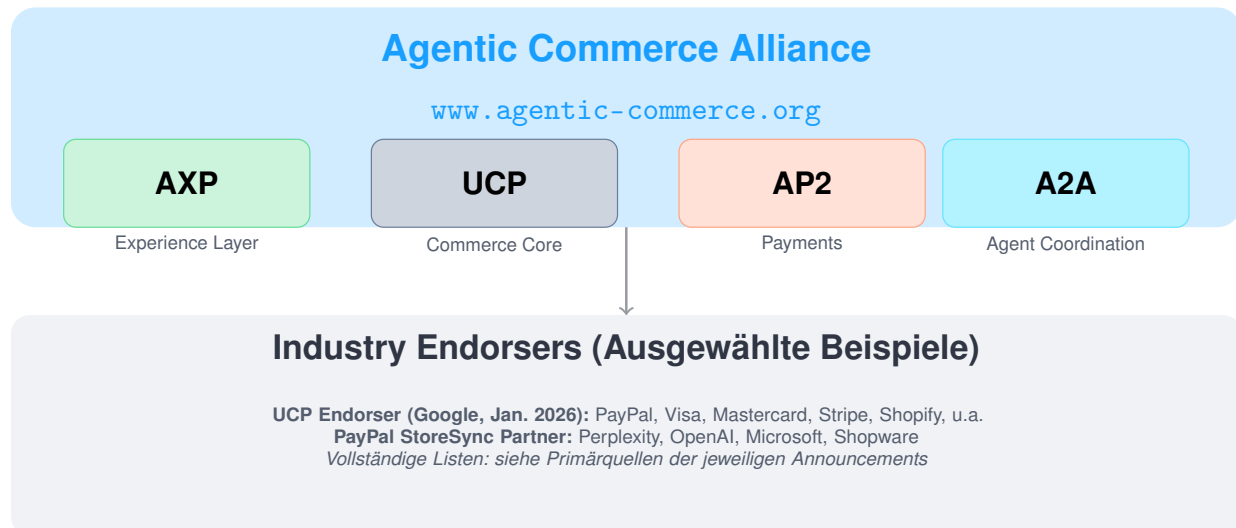 Agentic Commerce Alliance
www.agentic-commerce.org
AXP
UCP
AP2
A2A
Experience Layer
Commerce Core
Payments
Agent Coordination
Industry Endorsers (Ausgewählte Beispiele)
UCP Endorser (Google, Jan. 2026): PayPal, Visa, Mastercard, Stripe, Shopify, u.a.
PayPal StoreSync Partner: Perplexity, OpenAI, Microsoft, Shopware
Vollständige Listen: siehe Primärquellen der jeweiligen Announcements